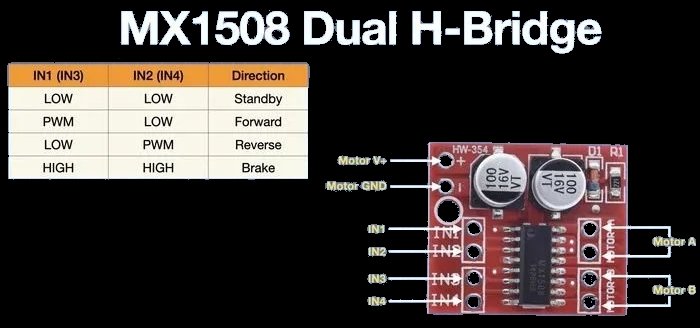 MX1508 Dual H-Bridge
IN1 (IN3) IN2 (IN4) Direction
LOW LOW Standby
PWM LOW Forward
LOW PWM Reverse
HIGH HIGH Brake
HW-354 D1 R1
Motor V+ +
Motor GND -
100 16V VT
100 16V VT
IN1 IN1
IN2 IN2
IN3 IN3
IN4 IN4
MOTOR-A Motor A
MOTOR-B Motor B
MX1508